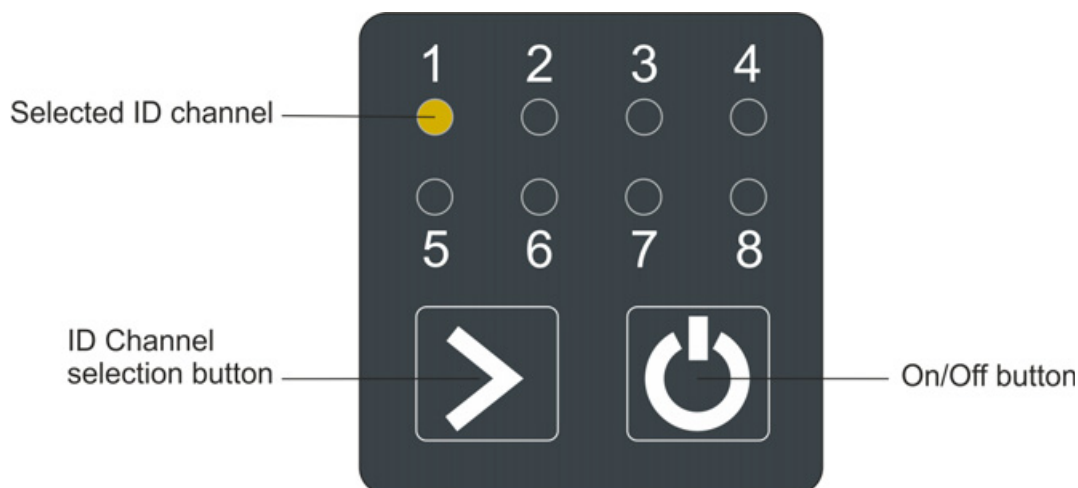 1 2 3 4
Selected ID channel
5 6 7 8
ID Channel
selection button
On/Off button